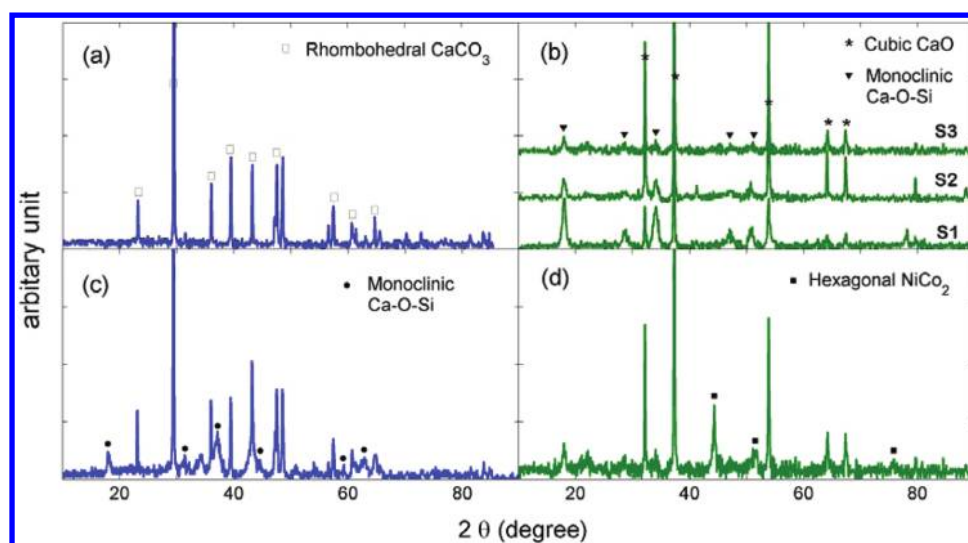 (a)
Rhombohedral CaCO3
(b)
* Cubic CaO
▼ Monoclinic
Ca-O-Si
S3
S2
S1
arbitary unit
(c)
● Monoclinic
Ca-O-Si
(d)
■ Hexagonal NiCo2
20 40 60 80
20 40 60 80
2 θ (degree)